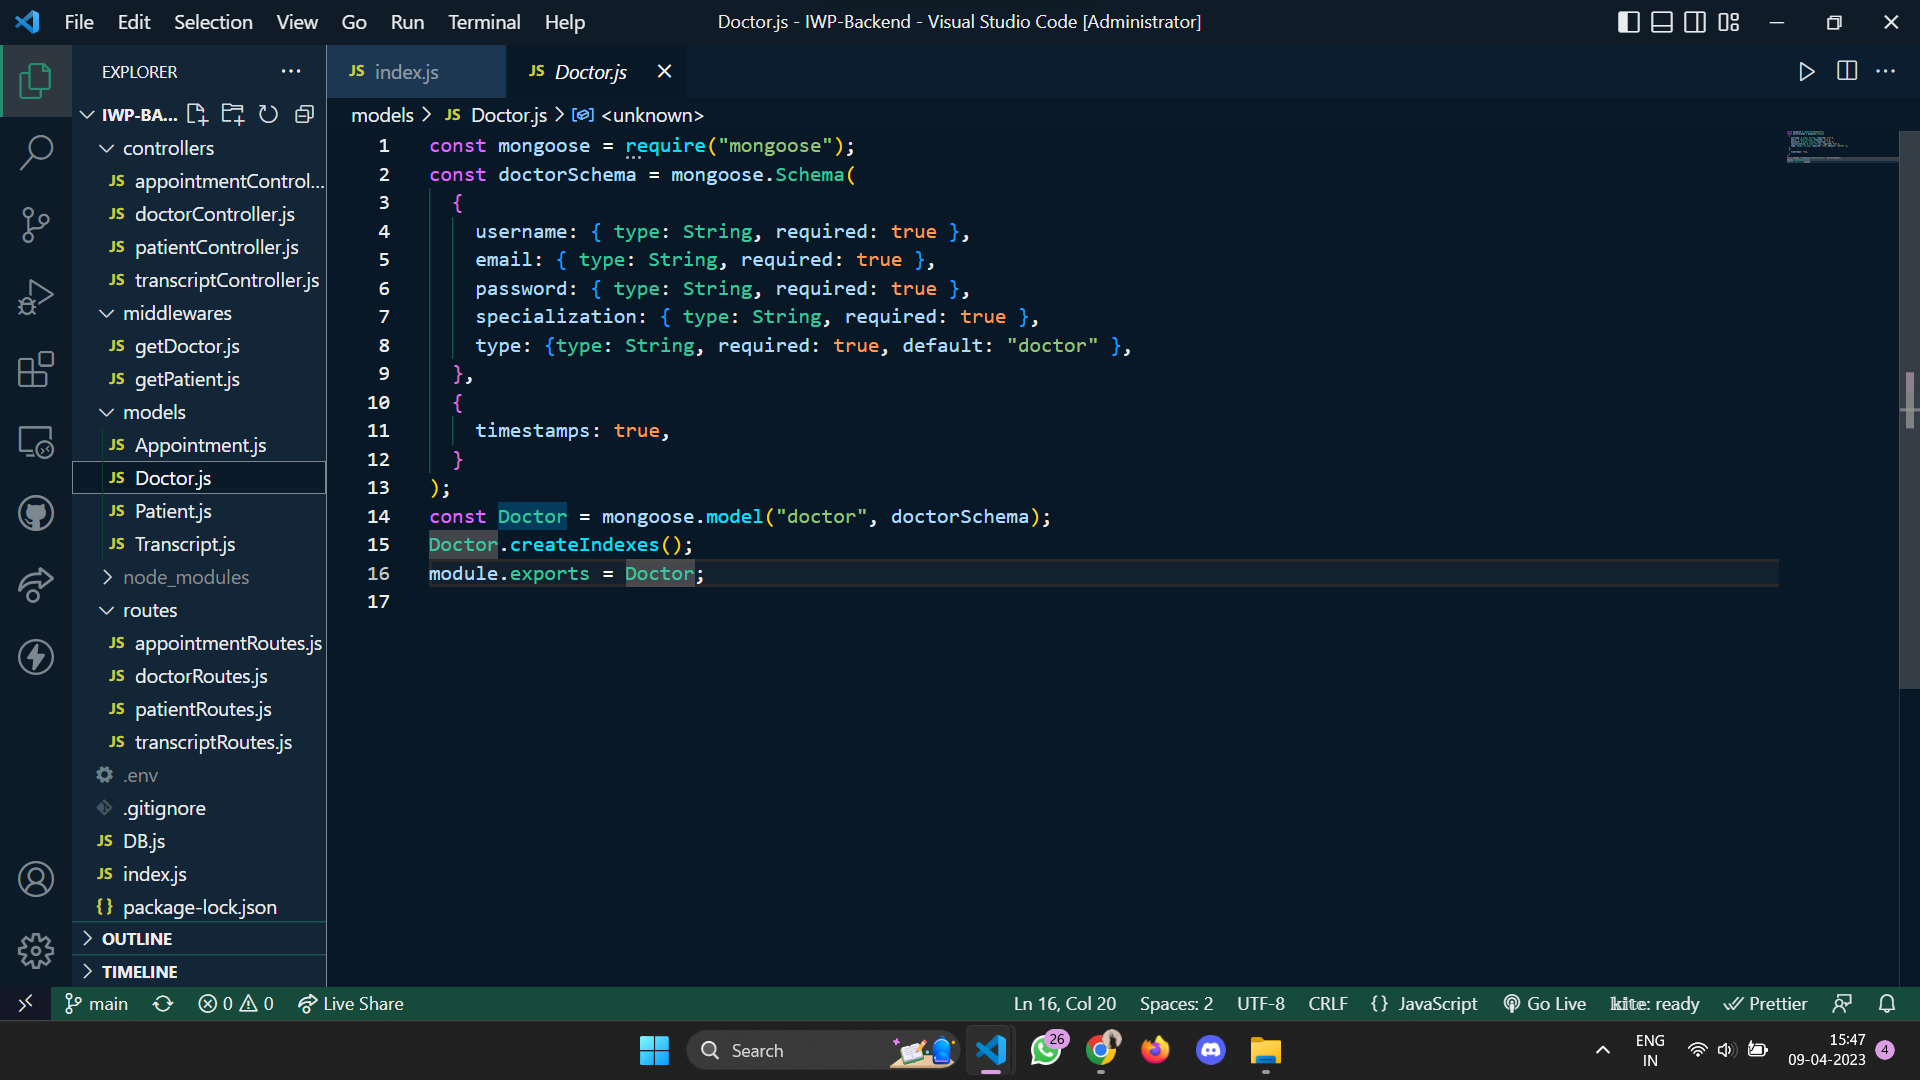 File Edit Selection View Go Run Terminal Help
Doctor.js - IWP-Backend - Visual Studio Code [Administrator]
EXPLORER
IWP-BA...
controllers
JS appointmentControl...
JS doctorController.js
JS patientController.js
JS transcriptController.js
middlewares
JS getDoctor.js
JS getPatient.js
models
JS Appointment.js
JS Doctor.js
JS Patient.js
JS Transcript.js
node_modules
routes
JS appointmentRoutes.js
JS doctorRoutes.js
JS patientRoutes.js
JS transcriptRoutes.js
.env
.gitignore
JS DB.js
JS index.js
{} package-lock.json
OUTLINE
TIMELINE
JS index.js
JS Doctor.js
models > JS Doctor.js > <unknown>
1 const mongoose = require("mongoose");
2 const doctorSchema = mongoose.Schema(
3 {
4 username: { type: String, required: true },
5 email: { type: String, required: true },
6 password: { type: String, required: true },
7 specialization: { type: String, required: true },
8 type: {type: String, required: true, default: "doctor" },
9 },
10 {
11 timestamps: true,
12 }
13 );
14 const Doctor = mongoose.model("doctor", doctorSchema);
15 Doctor.createIndexes();
16 module.exports = Doctor;
17
main 0 0 Live Share
Ln 16, Col 20 Spaces: 2 UTF-8 CRLF {} JavaScript Go Live kite: ready Prettier
Search
26
ENG
IN
15:47
09-04-2023
4